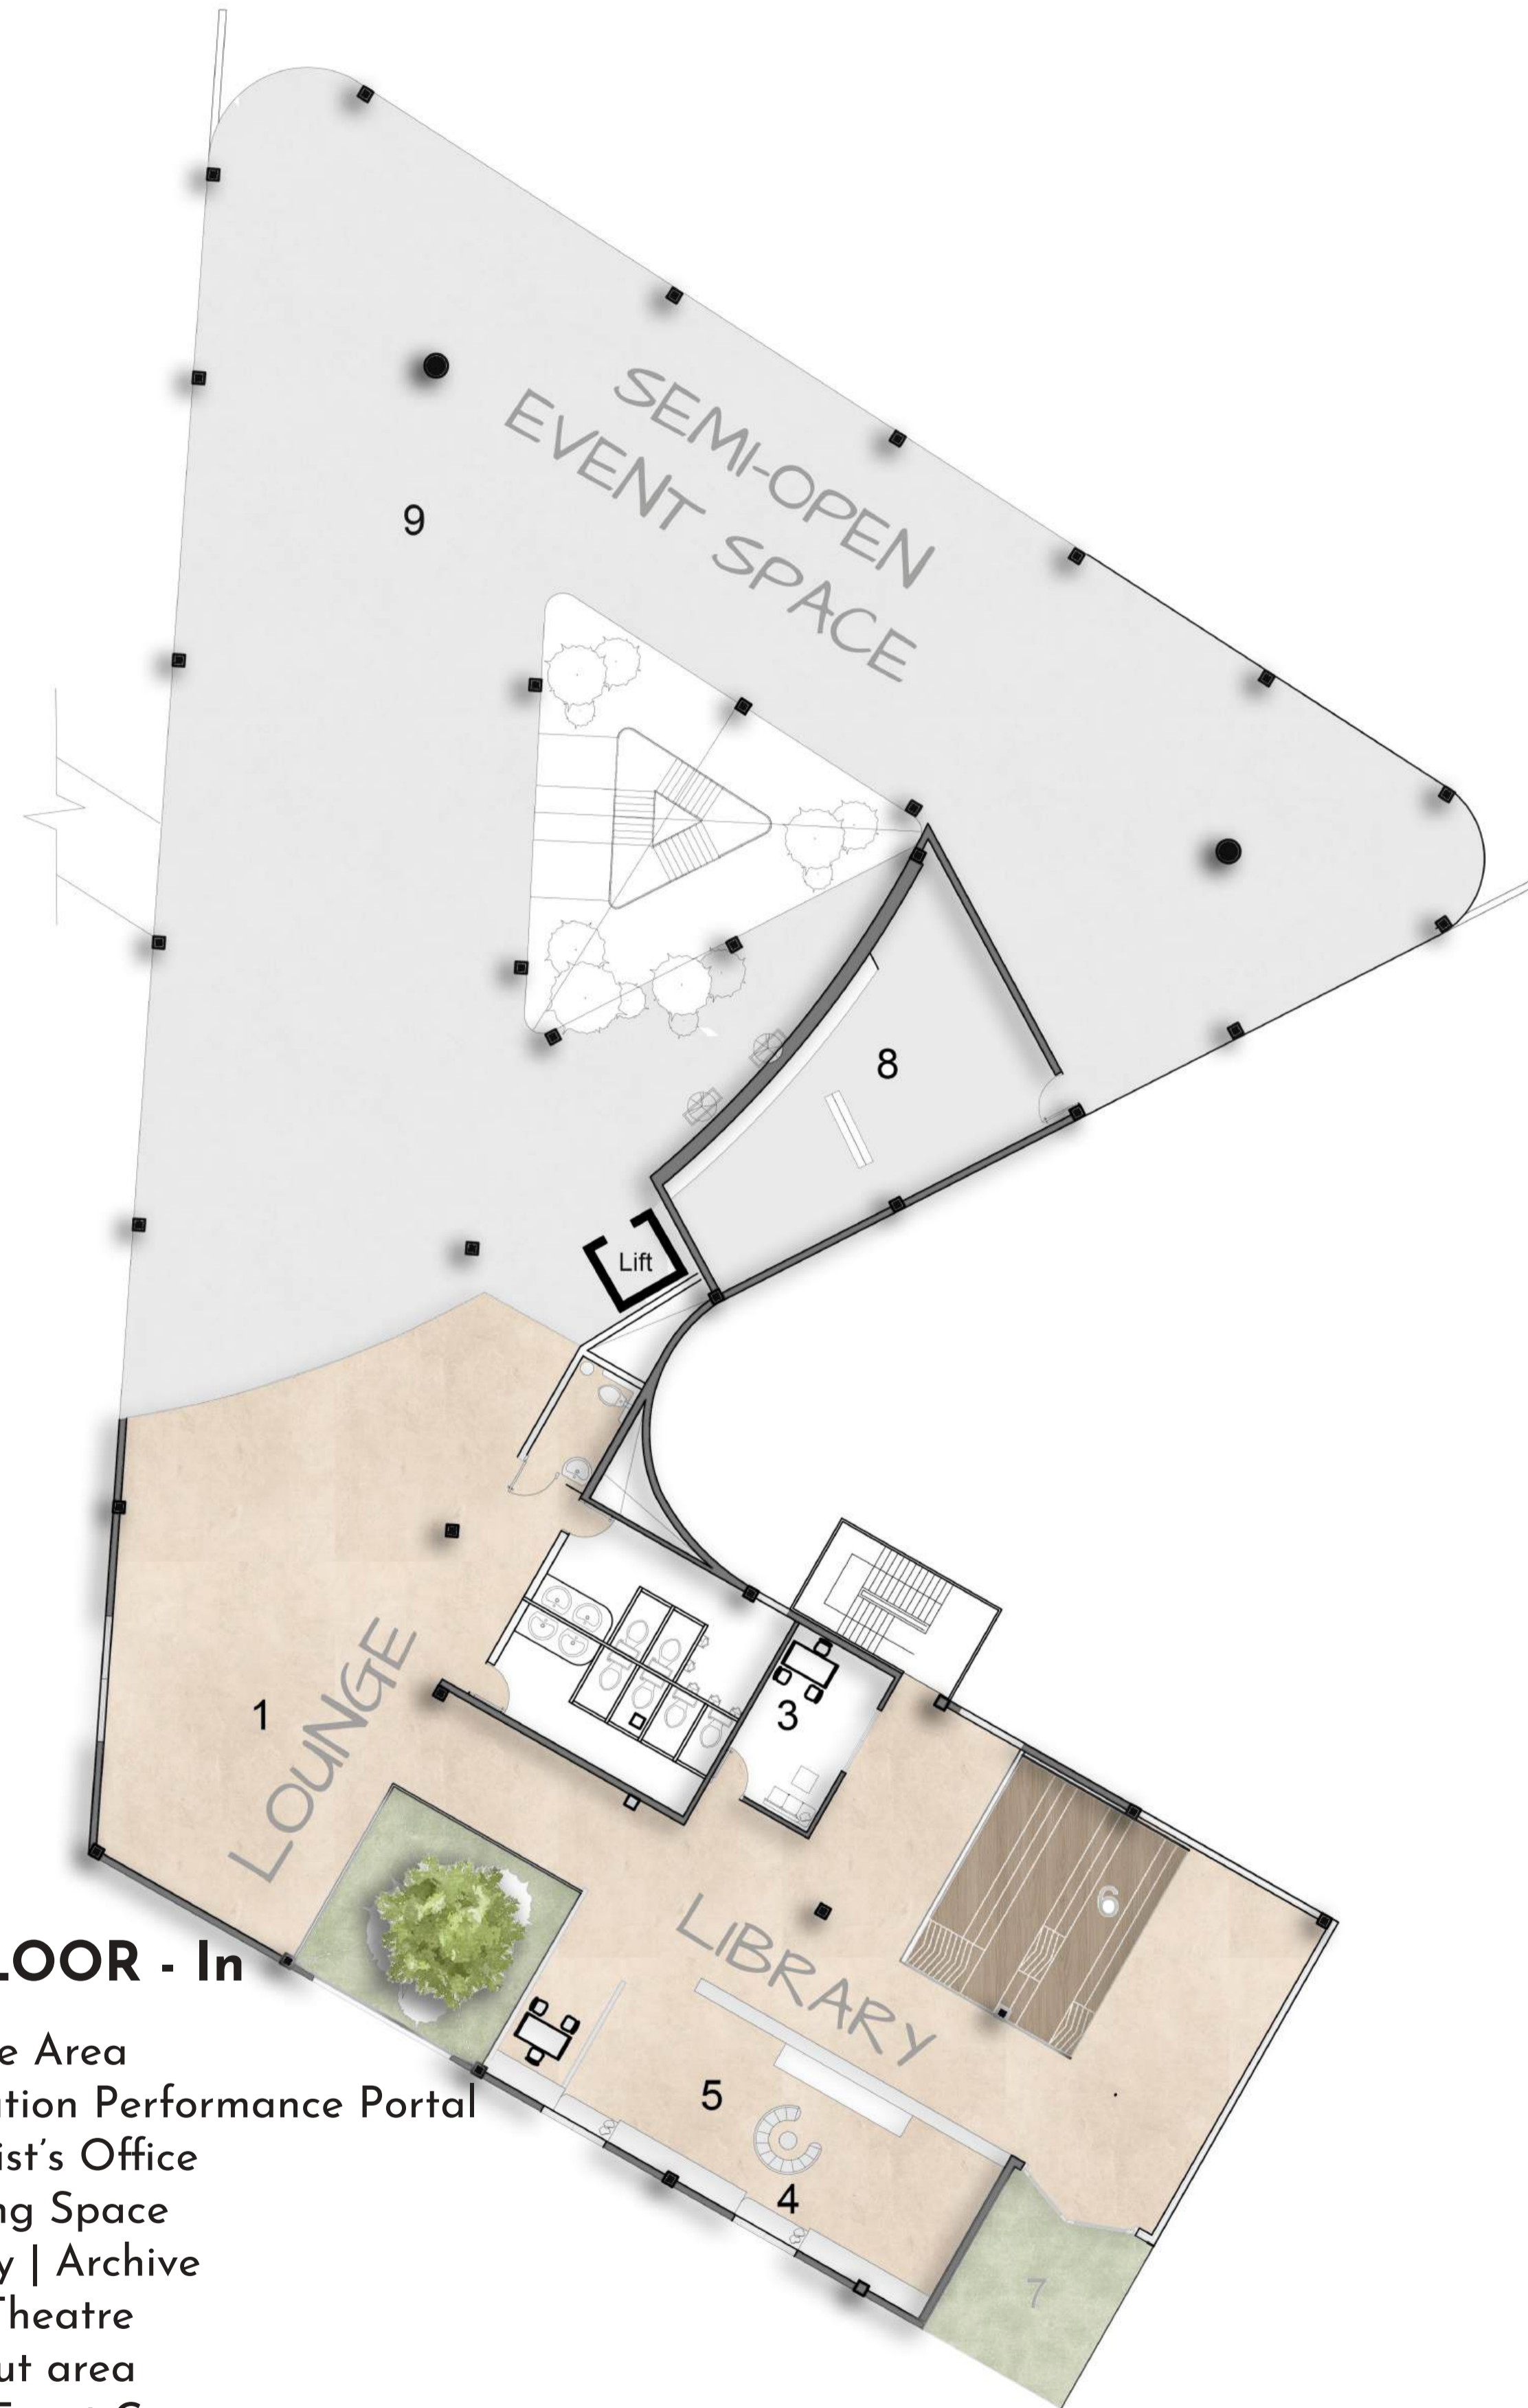 SEMI-OPEN
EVENT SPACE
9
8
Lift
1
LOUNGE
3
6
LIBRARY
5
4
7
LOOR - In
e Area
tion Performance Portal
ist's Office
ng Space
y | Archive
Theatre
ut area